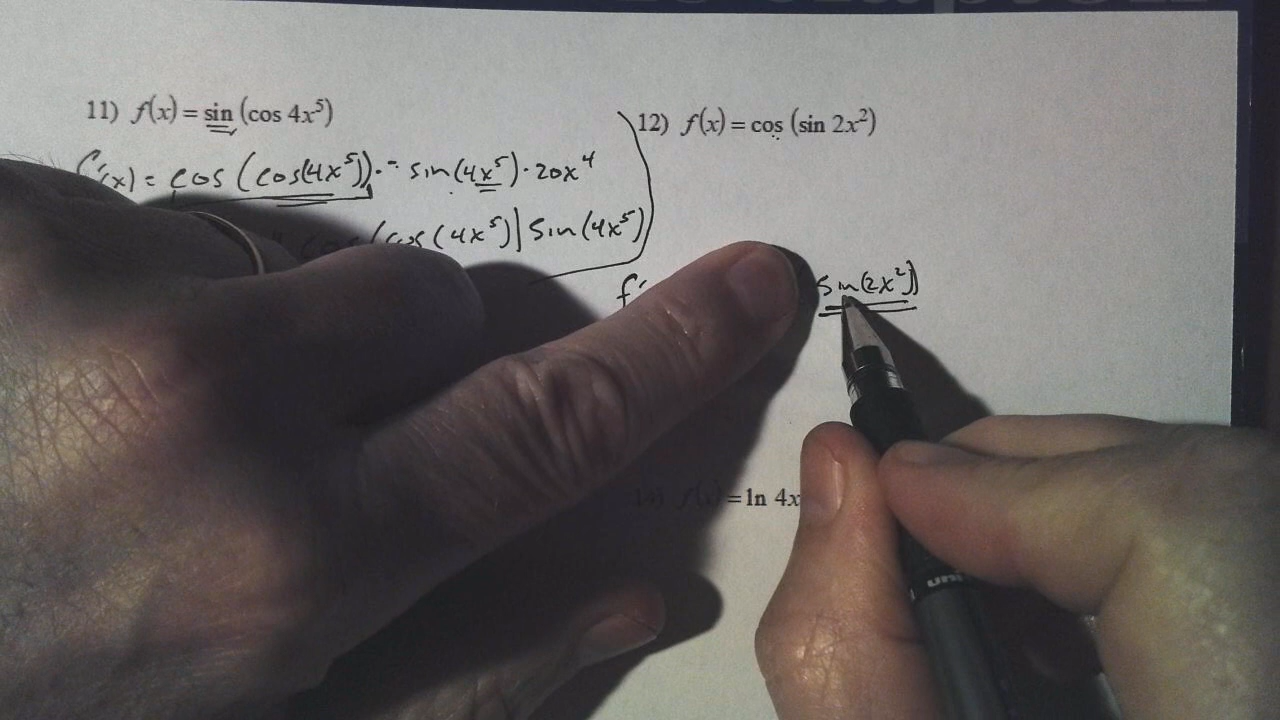 11) f(x) = sin (cos 4x⁵)
f'(x) = cos (cos(4x⁵)) · - sin(4x⁵) · 20x⁴
(cos(4x⁵)) sin(4x⁵)
12) f(x) = cos (sin 2x²)
f' sin(2x²))
14) f(x) = ln 4x